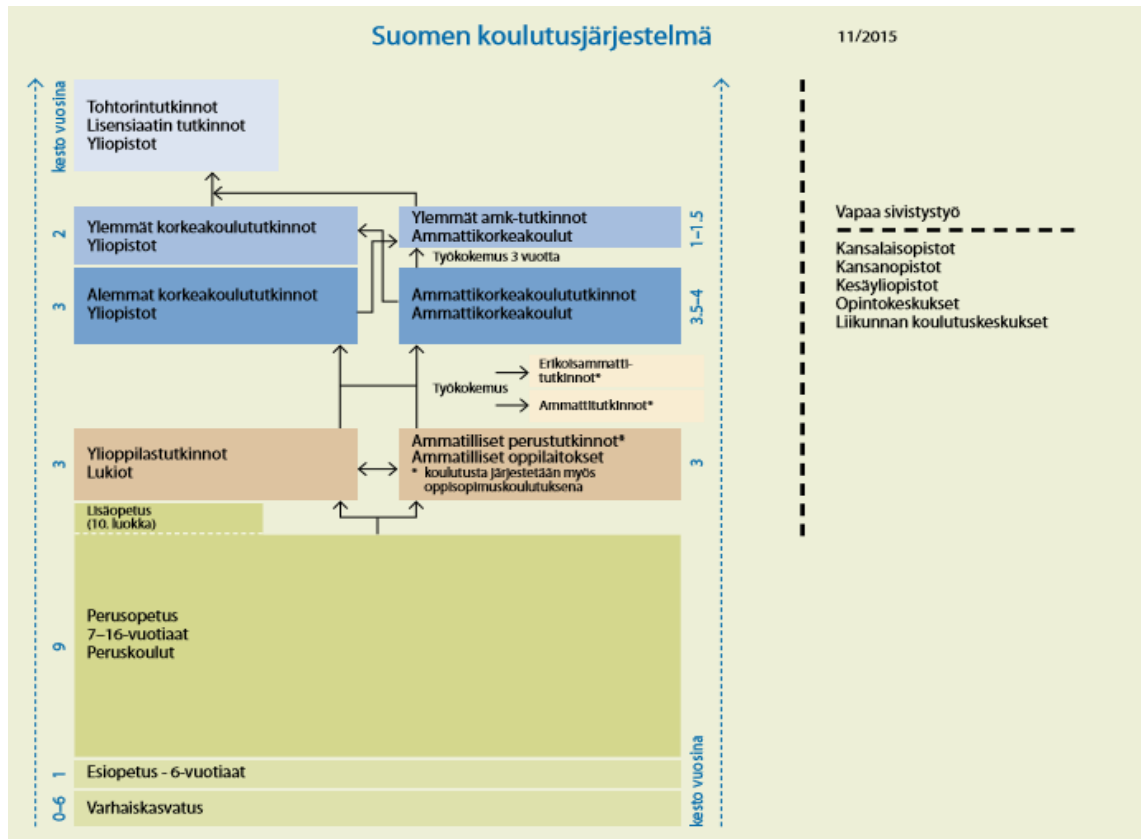 Suomen koulutusjärjestelmä
11/2015
kesto vuosina
Tohtorintutkinnot
Lisensiaatin tutkinnot
Yliopistot
2
Ylemmät korkeakoulututkinnot
Yliopistot
Ylemmät amk-tutkinnot
Ammattikorkeakoulut
1–1.5
Työkokemus 3 vuotta
3
Alemmat korkeakoulututkinnot
Yliopistot
Ammattikorkeakoulututkinnot
Ammattikorkeakoulut
3.5–4
Työkokemus
Erikoisammatti-
tutkinnot*
Ammattitutkinnot*
3
Ylioppilastutkinnot
Lukiot
Ammatilliset perustutkinnot*
Ammatilliset oppilaitokset
* koulutusta järjestetään myös
oppisopimuskoulutuksena
3
Lisäopetus
(10. luokka)
9
Perusopetus
7–16-vuotiaat
Peruskoulut
1
Esiopetus - 6-vuotiaat
0–6
Varhaiskasvatus
kesto vuosina
Vapaa sivistystyö
Kansalaisopistot
Kansanopistot
Kesäyliopistot
Opintokeskukset
Liikunnan koulutuskeskukset